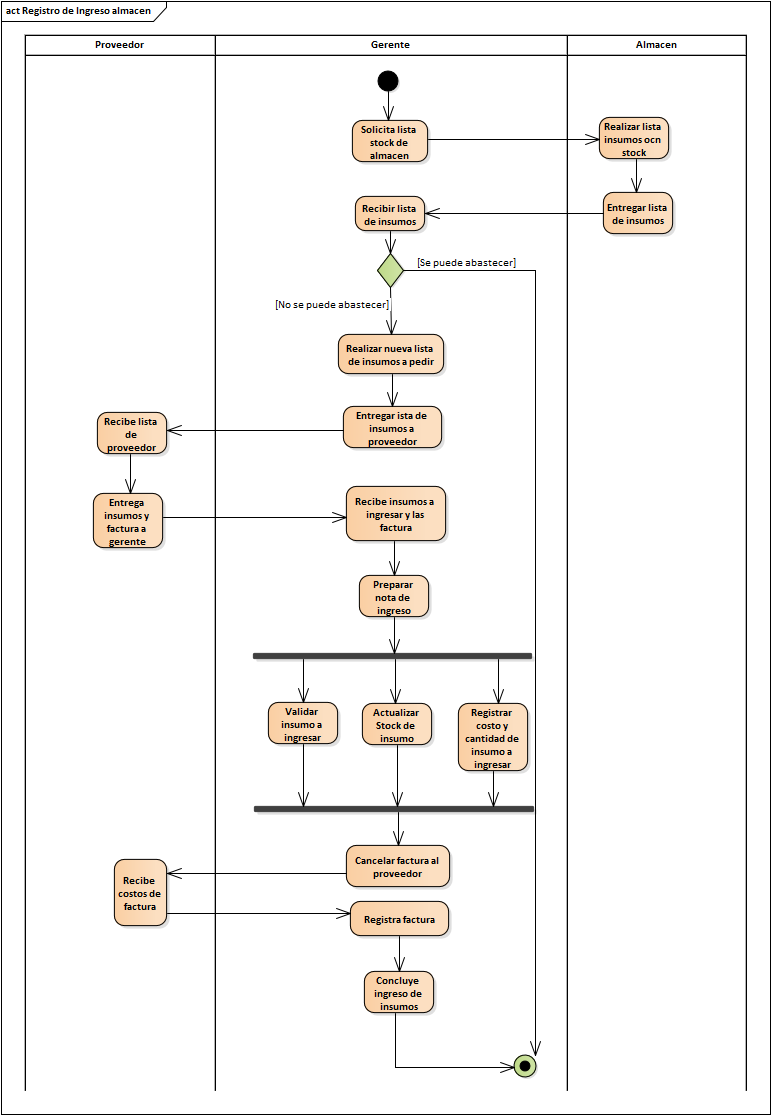 act Registro de Ingreso almacen
Proveedor
Gerente
Almacen
Solicita lista
stock de
almacen
Realizar lista
insumos ocn
stock
Recibir lista
de insumos
Entregar lista
de insumos
[Se puede abastecer]
[No se puede abastecer]
Realizar nueva lista
de insumos a pedir
Entregar ista de
insumos a
proveedor
Recibe lista
de
proveedor
Entrega
insumos y
factura a
gerente
Recibe insumos a
ingresar y las
factura
Preparar
nota de
ingreso
Validar
insumo a
ingresar
Actualizar
Stock de
insumo
Registrar
costo y
cantidad de
insumo a
ingresar
Cancelar factura al
proveedor
Recibe
costos de
factura
Registra factura
Concluye
ingreso de
insumos